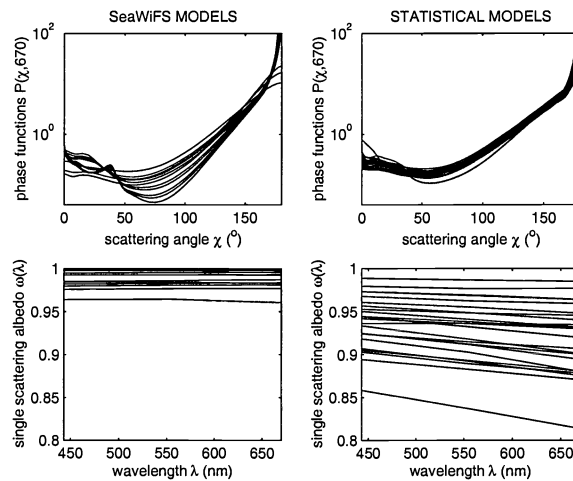 SeaWiFS MODELS
phase functions P(χ,670)
10²
10⁰
0 50 100 150
scattering angle χ (°)
STATISTICAL MODELS
phase functions P(χ,670)
10²
10⁰
0 50 100 150
scattering angle χ (°)
single scattering albedo ω(λ)
1
0.95
0.9
0.85
0.8
450 500 550 600 650
wavelength λ (nm)
single scattering albedo ω(λ)
1
0.95
0.9
0.85
0.8
450 500 550 600 650
wavelength λ (nm)